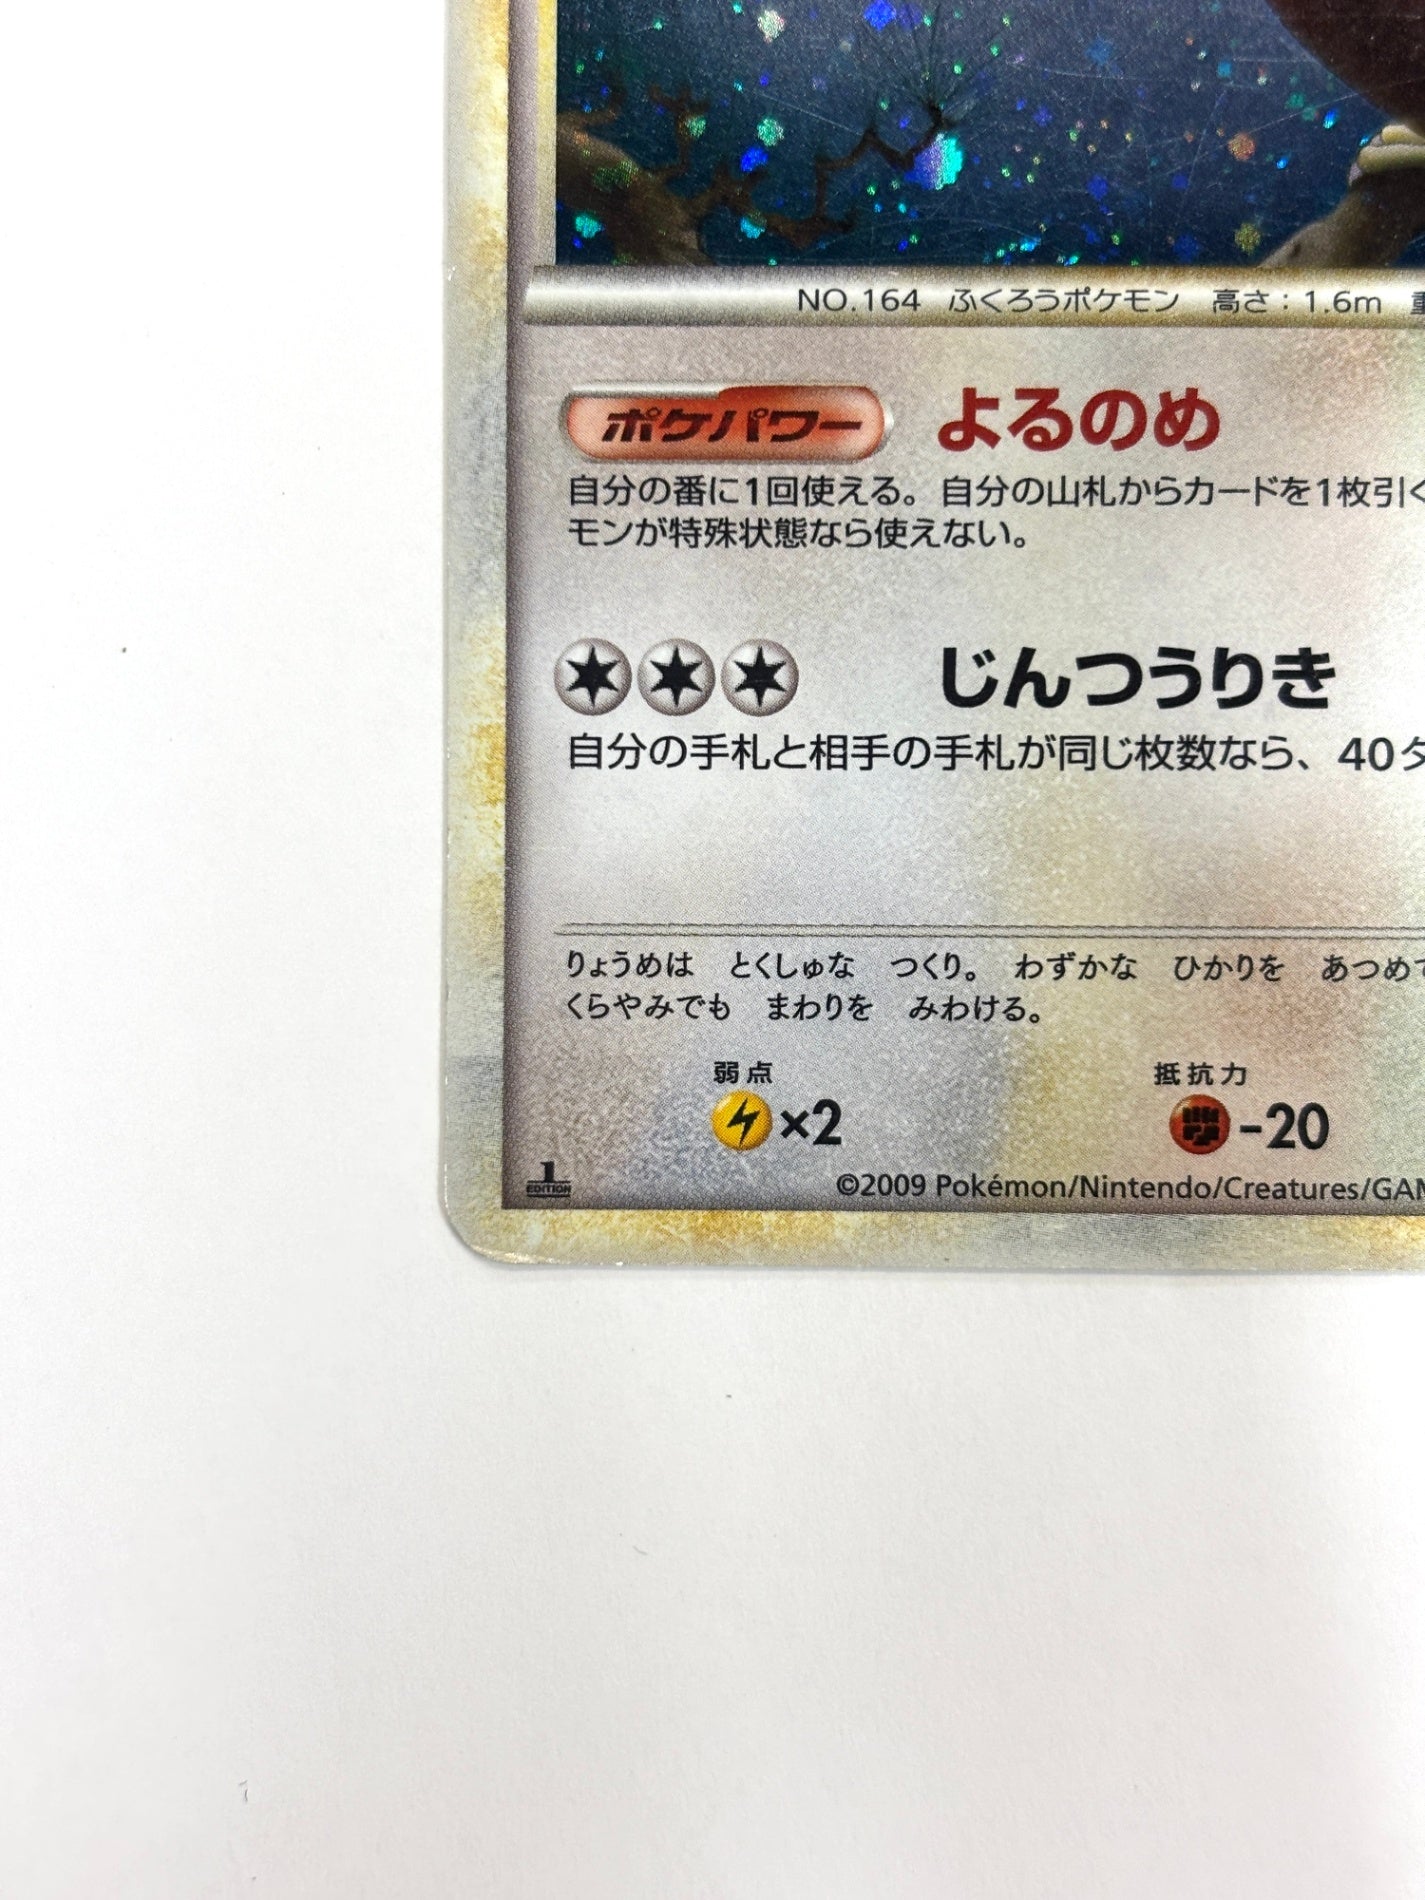 NO.164 ふくろうポケモン 高さ：1.6m
ポケパワー よるのめ
自分の番に1回使える。自分の山札からカードを1枚引く
モンが特殊状態なら使えない。
じんつうりき
自分の手札と相手の手札が同じ枚数なら、40ダ
りょうめは とくしゅな つくり。 わずかな ひかりを あつめて
くらやみでも まわりを みわける。
弱点 抵抗力
×2 -20
1 EDITION ©2009 Pokémon/Nintendo/Creatures/GAM